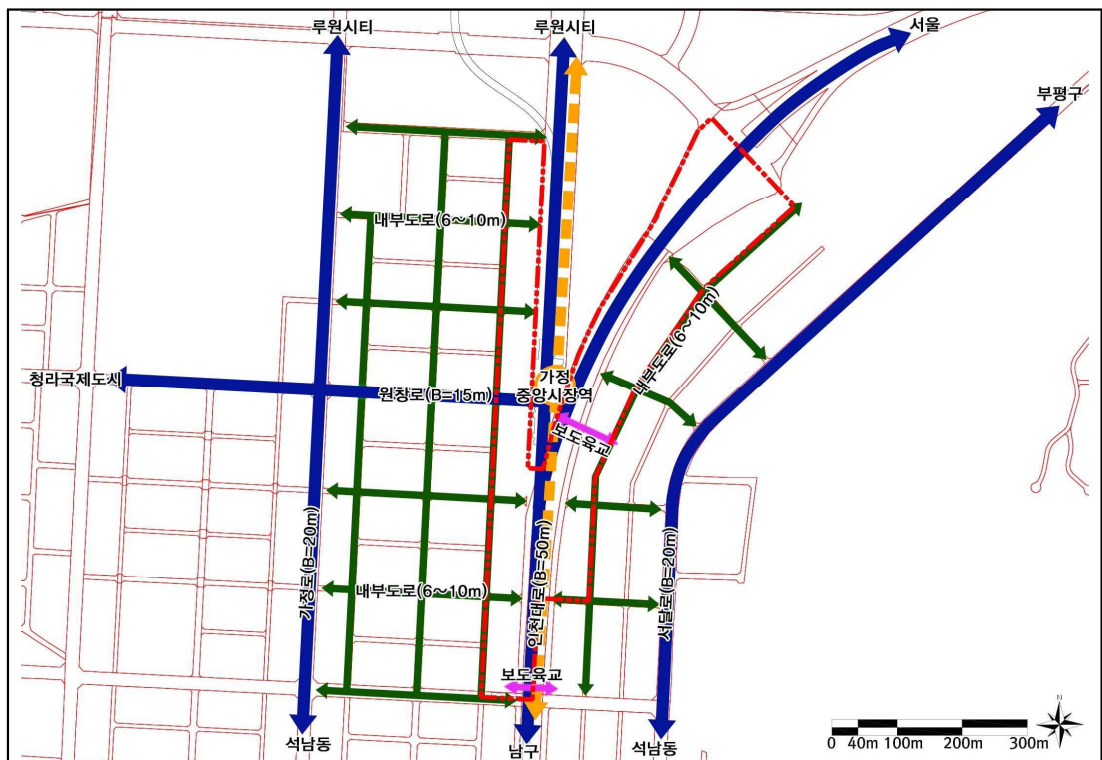 루원시티
루원시티
서울
부평구
내부도로(6~10m)
내부도로(6~10m)
청라국제도시
원창로(B=15m)
가정
중앙시장역
보도육교
가정로(B=20m)
내부도로(6~10m)
인천대로(B=50m)
서달로(B=20m)
보도육교
석남동
남구
석남동
N
0 40m 100m 200m 300m